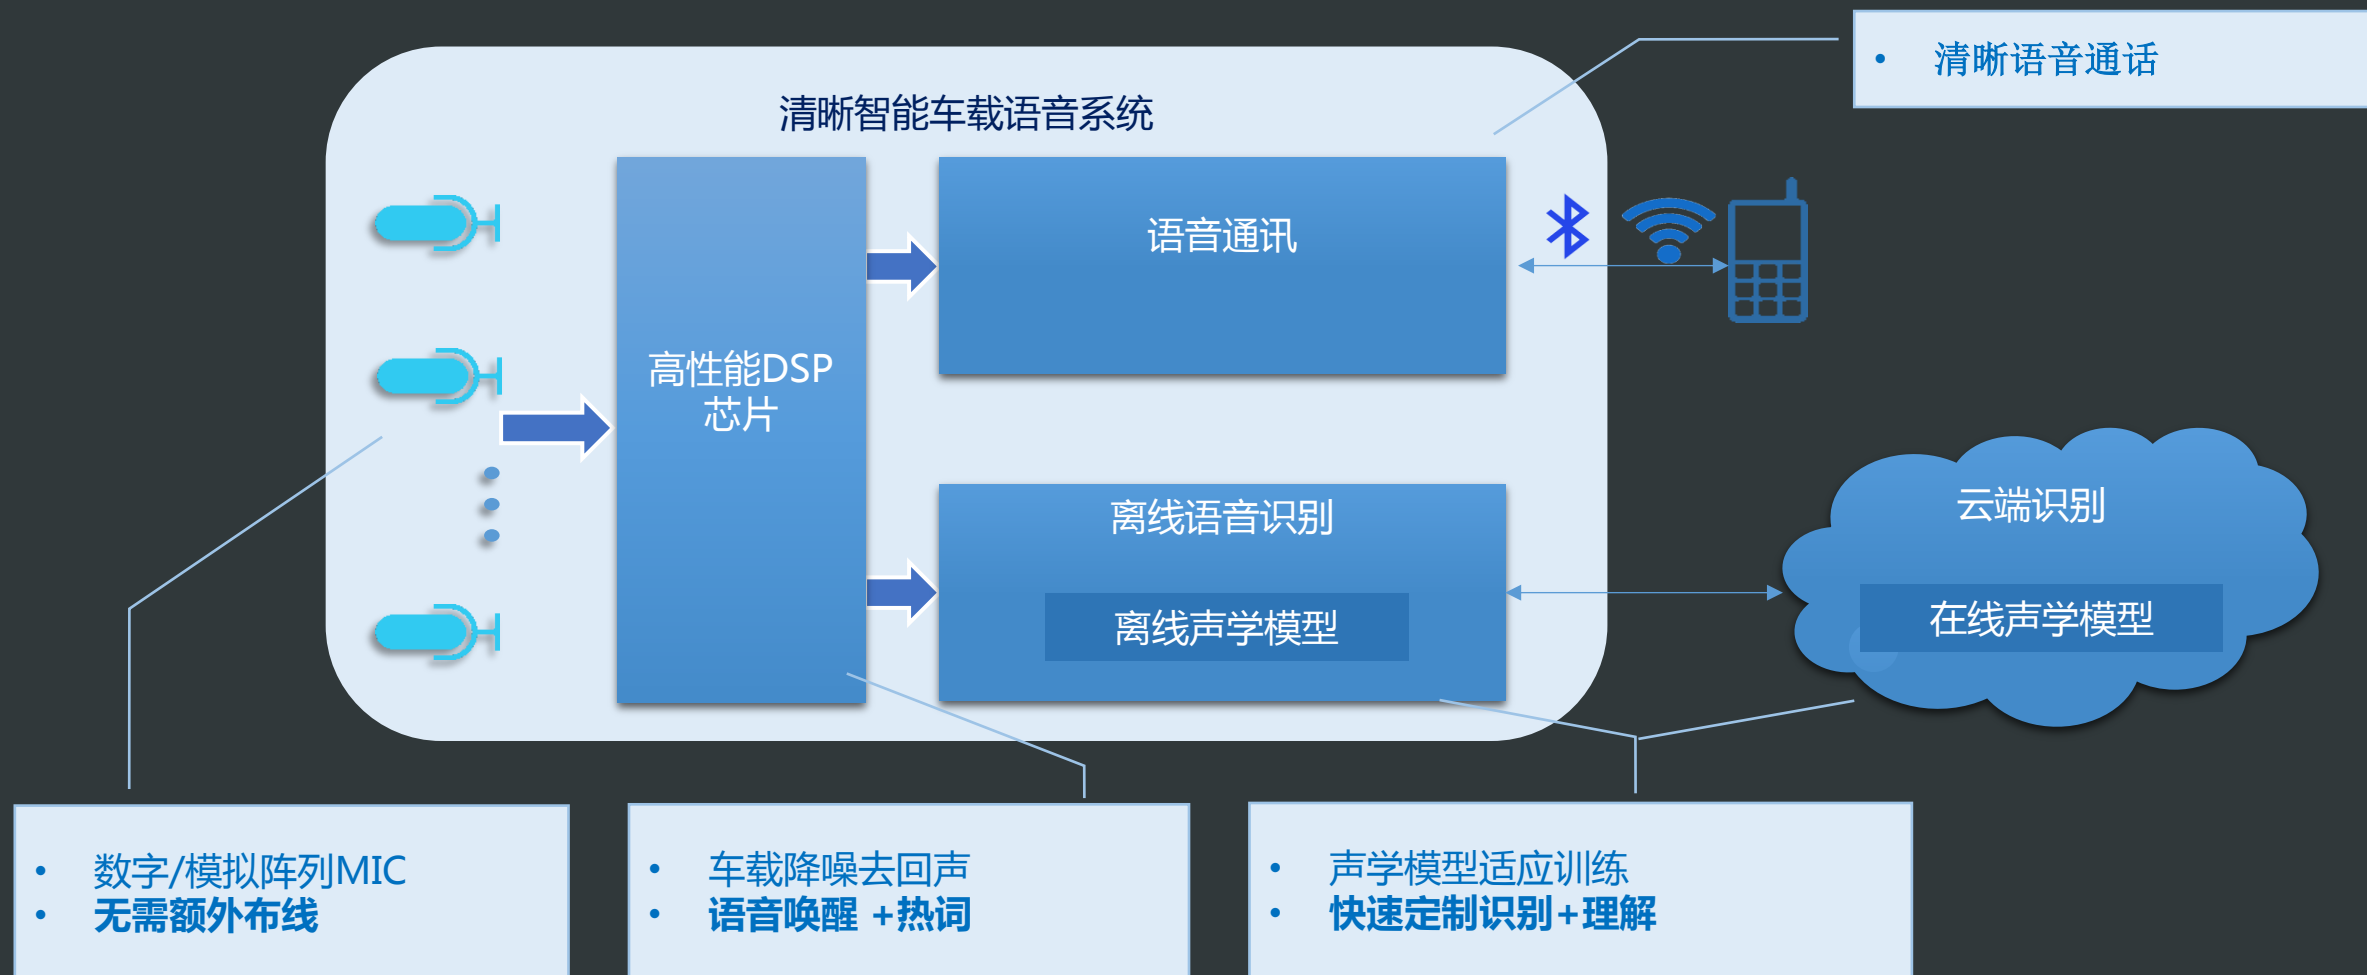 • 清晰语音通话
清晰智能车载语音系统
语音通讯
高性能DSP
芯片
离线语音识别
离线声学模型
云端识别
在线声学模型
• 数字/模拟阵列MIC
• 无需额外布线
• 车载降噪去回声
• 语音唤醒 +热词
• 声学模型适应训练
• 快速定制识别+理解